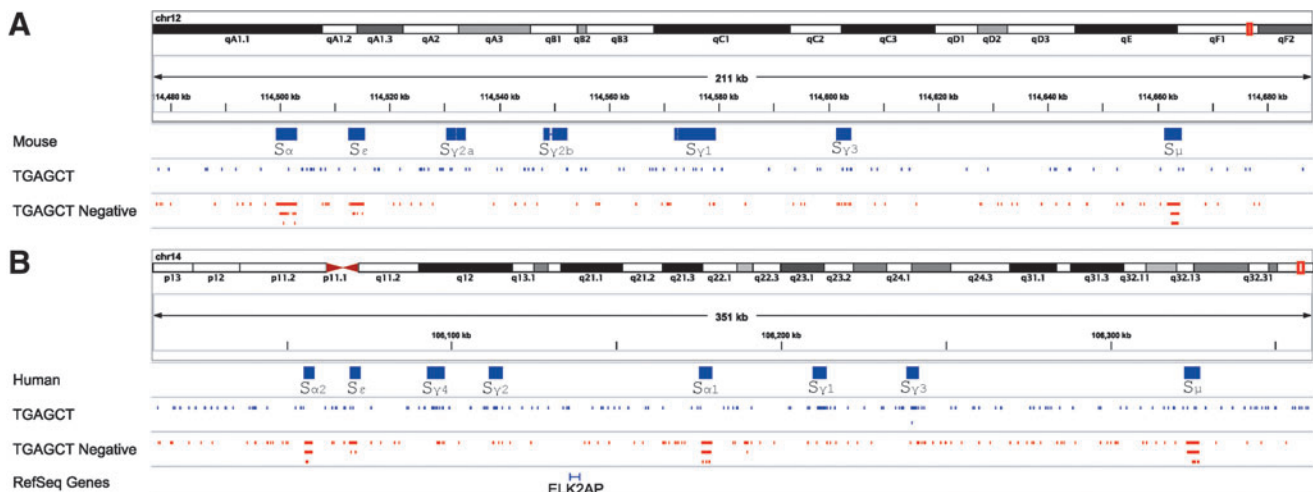 A
chr12
qA1.1 qA1.2 qA1.3 qA2 qA3 qB1 qB2 qB3 qC1 qC2 qC3 qD1 qD2 qD3 qE qF1 qF2
211 kb
114,480 kb 114,500 kb 114,520 kb 114,540 kb 114,560 kb 114,580 kb 114,600 kb 114,620 kb 114,640 kb 114,660 kb 114,680 kb
Mouse
Sα Sε Sγ2a Sγ2b Sγ1 Sγ3 Sμ
TGAGCT
TGAGCT Negative
B
chr14
p13 p12 p11.2 p11.1 q11.2 q12 q13.1 q21.1 q21.2 q21.3 q22.1 q22.3 q23.1 q23.2 q24.1 q24.3 q31.1 q31.3 q32.11 q32.13 q32.31
351 kb
106,100 kb 106,200 kb 106,300 kb
Human
Sα2 Sε Sγ4 Sγ2 Sα1 Sγ1 Sγ3 Sμ
TGAGCT
TGAGCT Negative
RefSeq Genes
ELK2AP